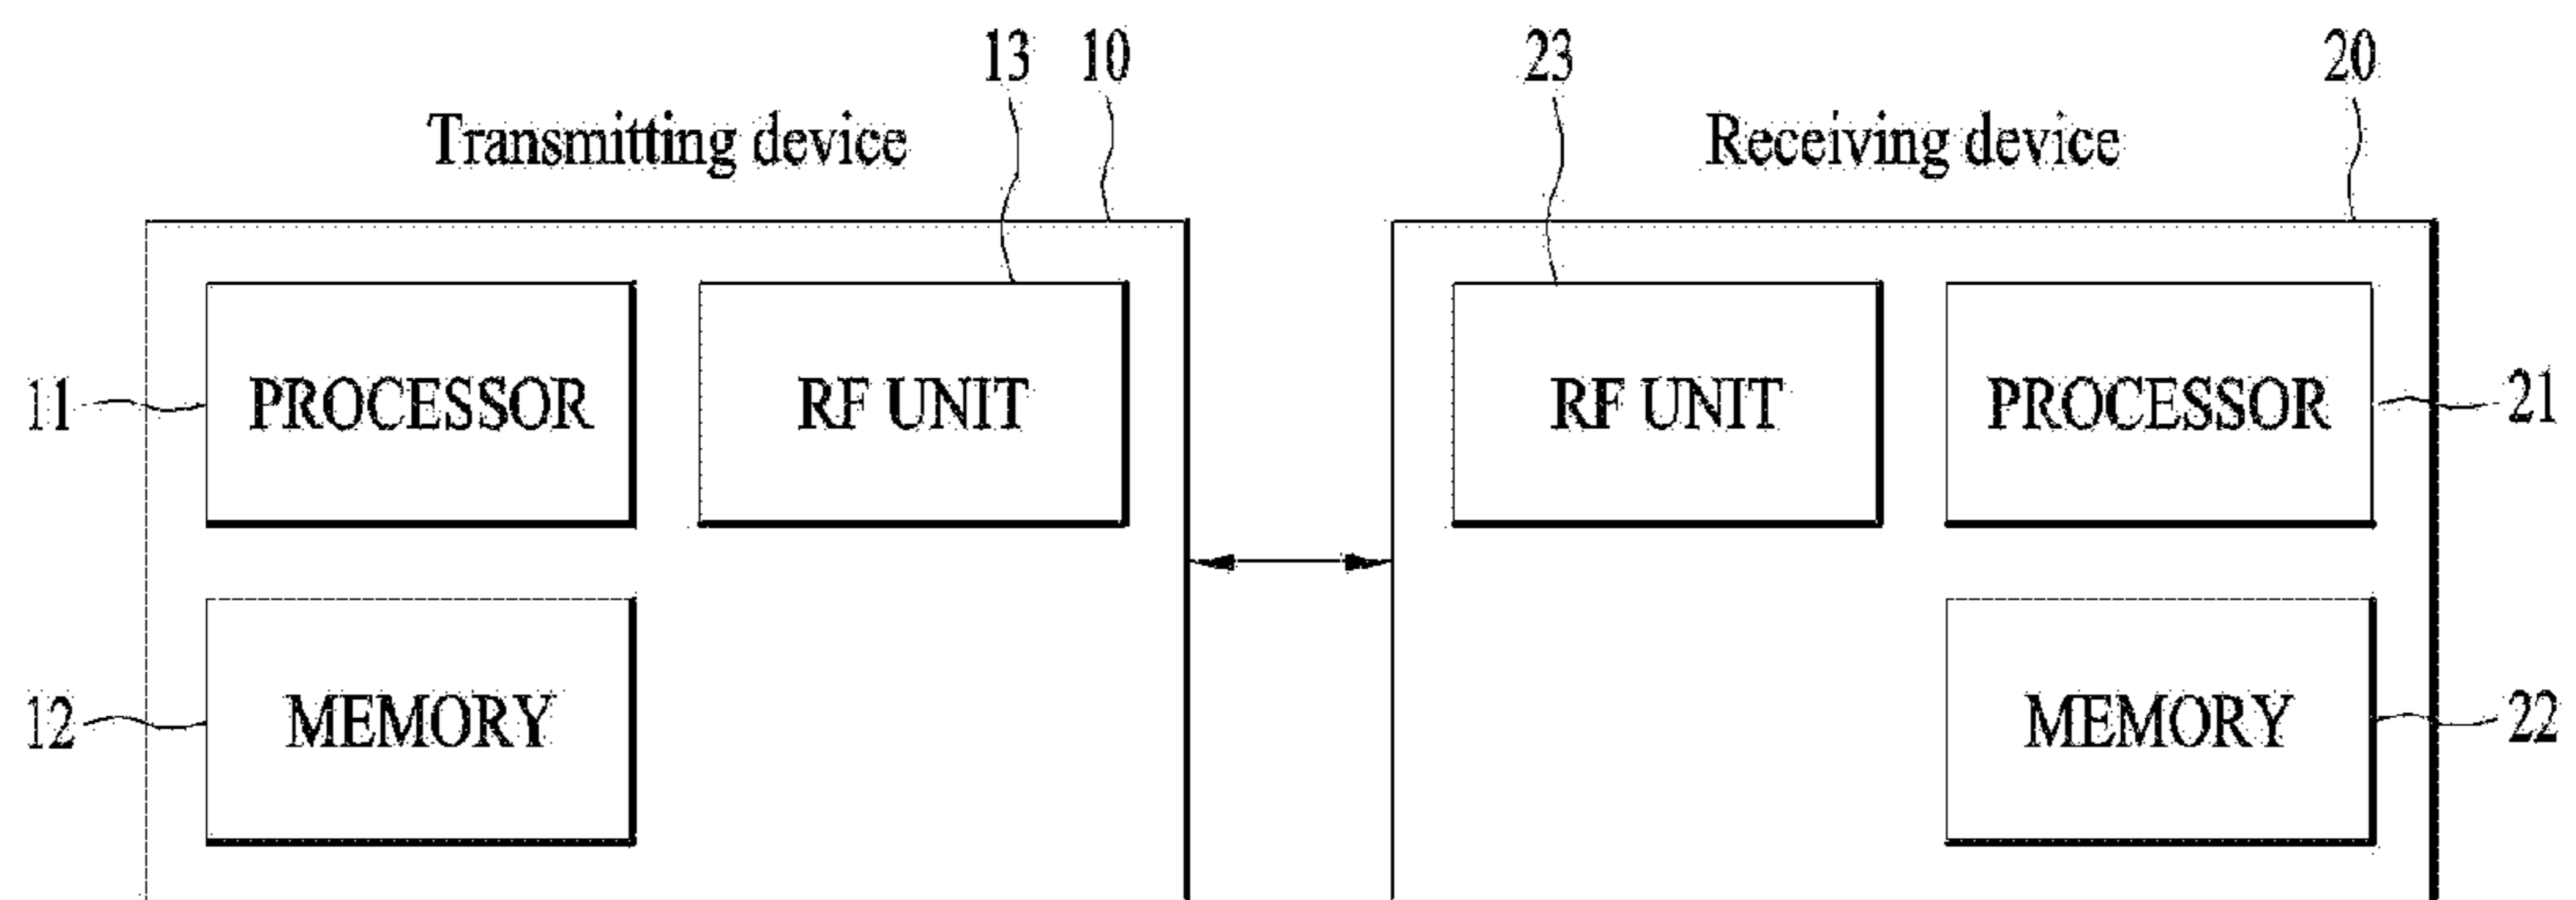 13 10 23 20
Transmitting device Receiving device
11 PROCESSOR RF UNIT RF UNIT PROCESSOR 21
12 MEMORY MEMORY 22